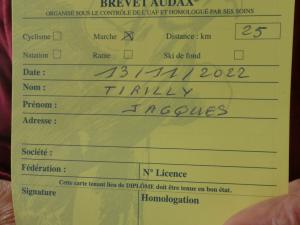 BREVET AUDAX
ORGANISÉ SOUS LE CONTRÔLE DE L'UAF ET HOMOLOGUÉ PAR SES SOINS
Cyclisme Marche Distance : km 25
Natation Rame Ski de fond
Date : 13/11/2022
Nom : TIRILLY
Prénom : JACQUES
Adresse :
Société :
Fédération : N° Licence
Cette carte tenant lieu de DIPLÔME doit être tenue en bon état.
Signature Homologation